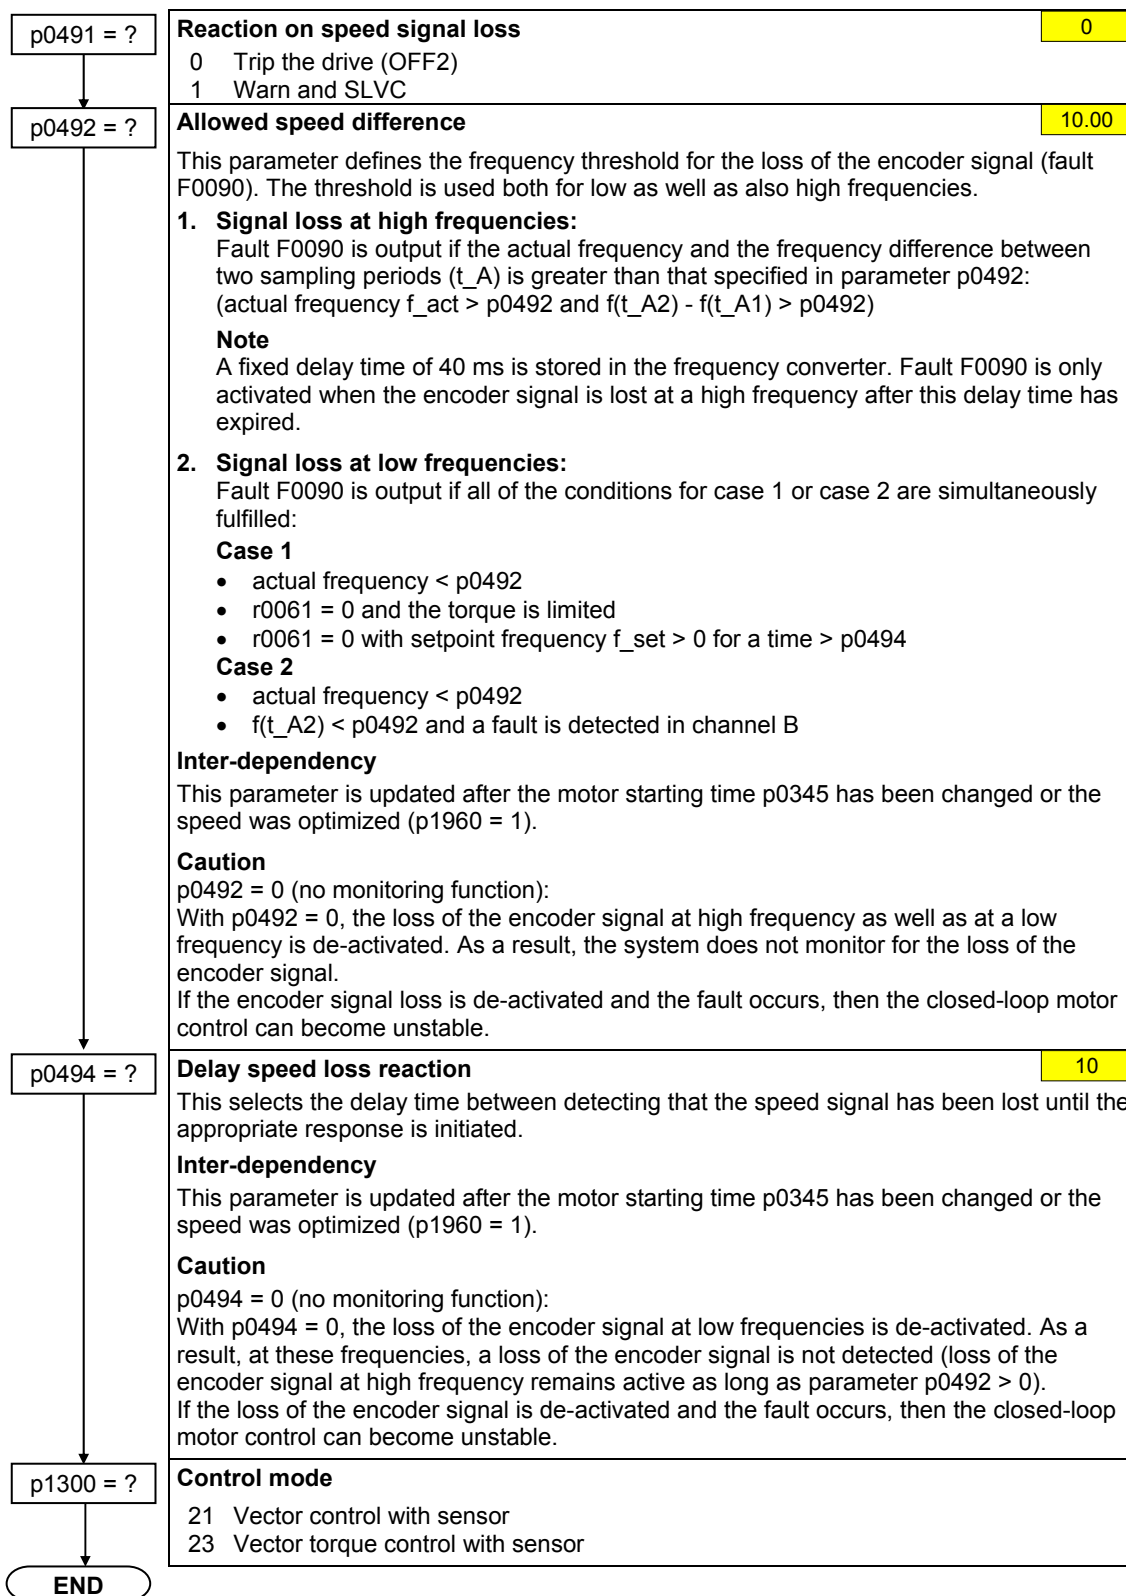 p0491 = ?
Reaction on speed signal loss
0
0 Trip the drive (OFF2)
1 Warn and SLVC
p0492 = ?
Allowed speed difference
10.00
This parameter defines the frequency threshold for the loss of the encoder signal (fault
F0090). The threshold is used both for low as well as also high frequencies.
1. Signal loss at high frequencies:
Fault F0090 is output if the actual frequency and the frequency difference between
two sampling periods (t_A) is greater than that specified in parameter p0492:
(actual frequency f_act > p0492 and f(t_A2) - f(t_A1) > p0492)
Note
A fixed delay time of 40 ms is stored in the frequency converter. Fault F0090 is only
activated when the encoder signal is lost at a high frequency after this delay time has
expired.
2. Signal loss at low frequencies:
Fault F0090 is output if all of the conditions for case 1 or case 2 are simultaneously
fulfilled:
Case 1
• actual frequency < p0492
• r0061 = 0 and the torque is limited
• r0061 = 0 with setpoint frequency f_set > 0 for a time > p0494
Case 2
• actual frequency < p0492
• f(t_A2) < p0492 and a fault is detected in channel B
Inter-dependency
This parameter is updated after the motor starting time p0345 has been changed or the
speed was optimized (p1960 = 1).
Caution
p0492 = 0 (no monitoring function):
With p0492 = 0, the loss of the encoder signal at high frequency as well as at a low
frequency is de-activated. As a result, the system does not monitor for the loss of the
encoder signal.
If the encoder signal loss is de-activated and the fault occurs, then the closed-loop motor
control can become unstable.
p0494 = ?
Delay speed loss reaction
10
This selects the delay time between detecting that the speed signal has been lost until the
appropriate response is initiated.
Inter-dependency
This parameter is updated after the motor starting time p0345 has been changed or the
speed was optimized (p1960 = 1).
Caution
p0494 = 0 (no monitoring function):
With p0494 = 0, the loss of the encoder signal at low frequencies is de-activated. As a
result, at these frequencies, a loss of the encoder signal is not detected (loss of the
encoder signal at high frequency remains active as long as parameter p0492 > 0).
If the loss of the encoder signal is de-activated and the fault occurs, then the closed-loop
motor control can become unstable.
p1300 = ?
Control mode
21 Vector control with sensor
23 Vector torque control with sensor
END